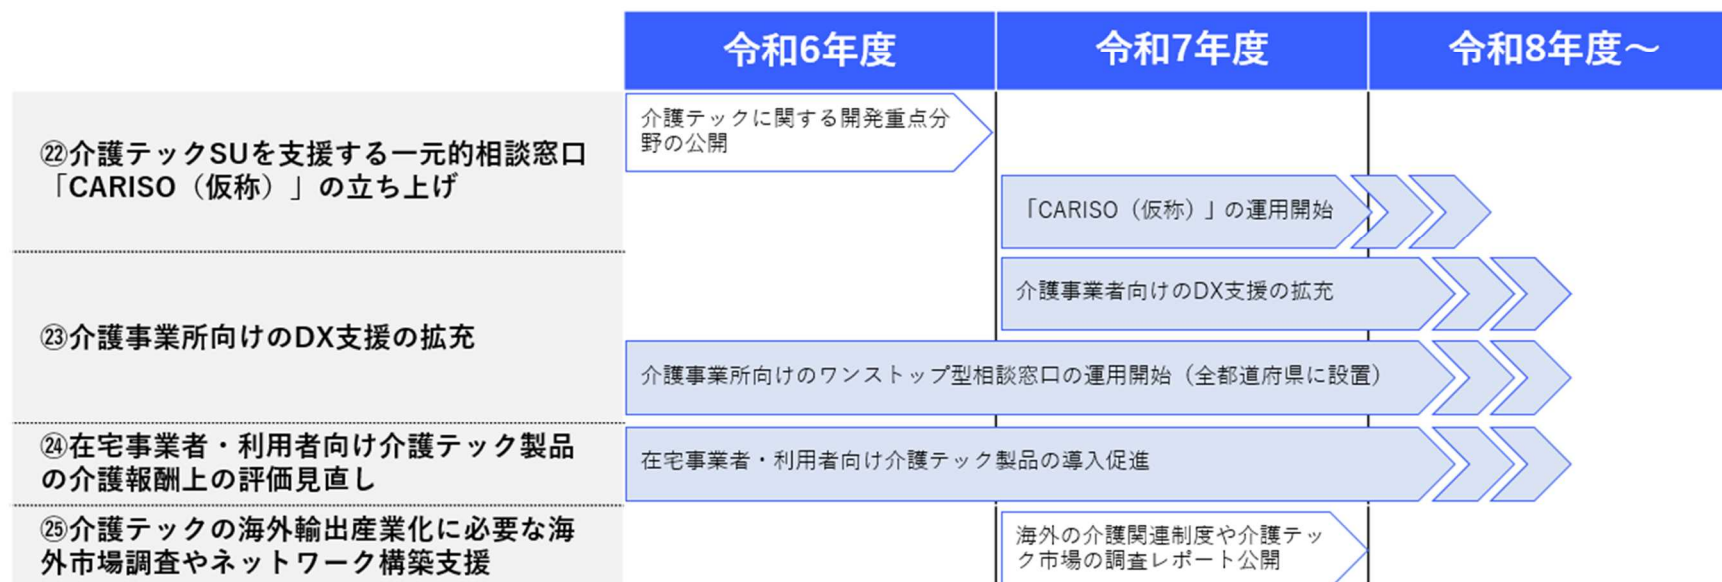 令和6年度
令和7年度
令和8年度～
㉒介護テックSUを支援する一元的相談窓口
「CARISO（仮称）」の立ち上げ
介護テックに関する開発重点分
野の公開
「CARISO（仮称）」の運用開始
㉓介護事業所向けのDX支援の拡充
介護事業者向けのDX支援の拡充
介護事業所向けのワンストップ型相談窓口の運用開始（全都道府県に設置）
㉔在宅事業者・利用者向け介護テック製品
の介護報酬上の評価見直し
在宅事業者・利用者向け介護テック製品の導入促進
㉕介護テックの海外輸出産業化に必要な海
外市場調査やネットワーク構築支援
海外の介護関連制度や介護テッ
ク市場の調査レポート公開